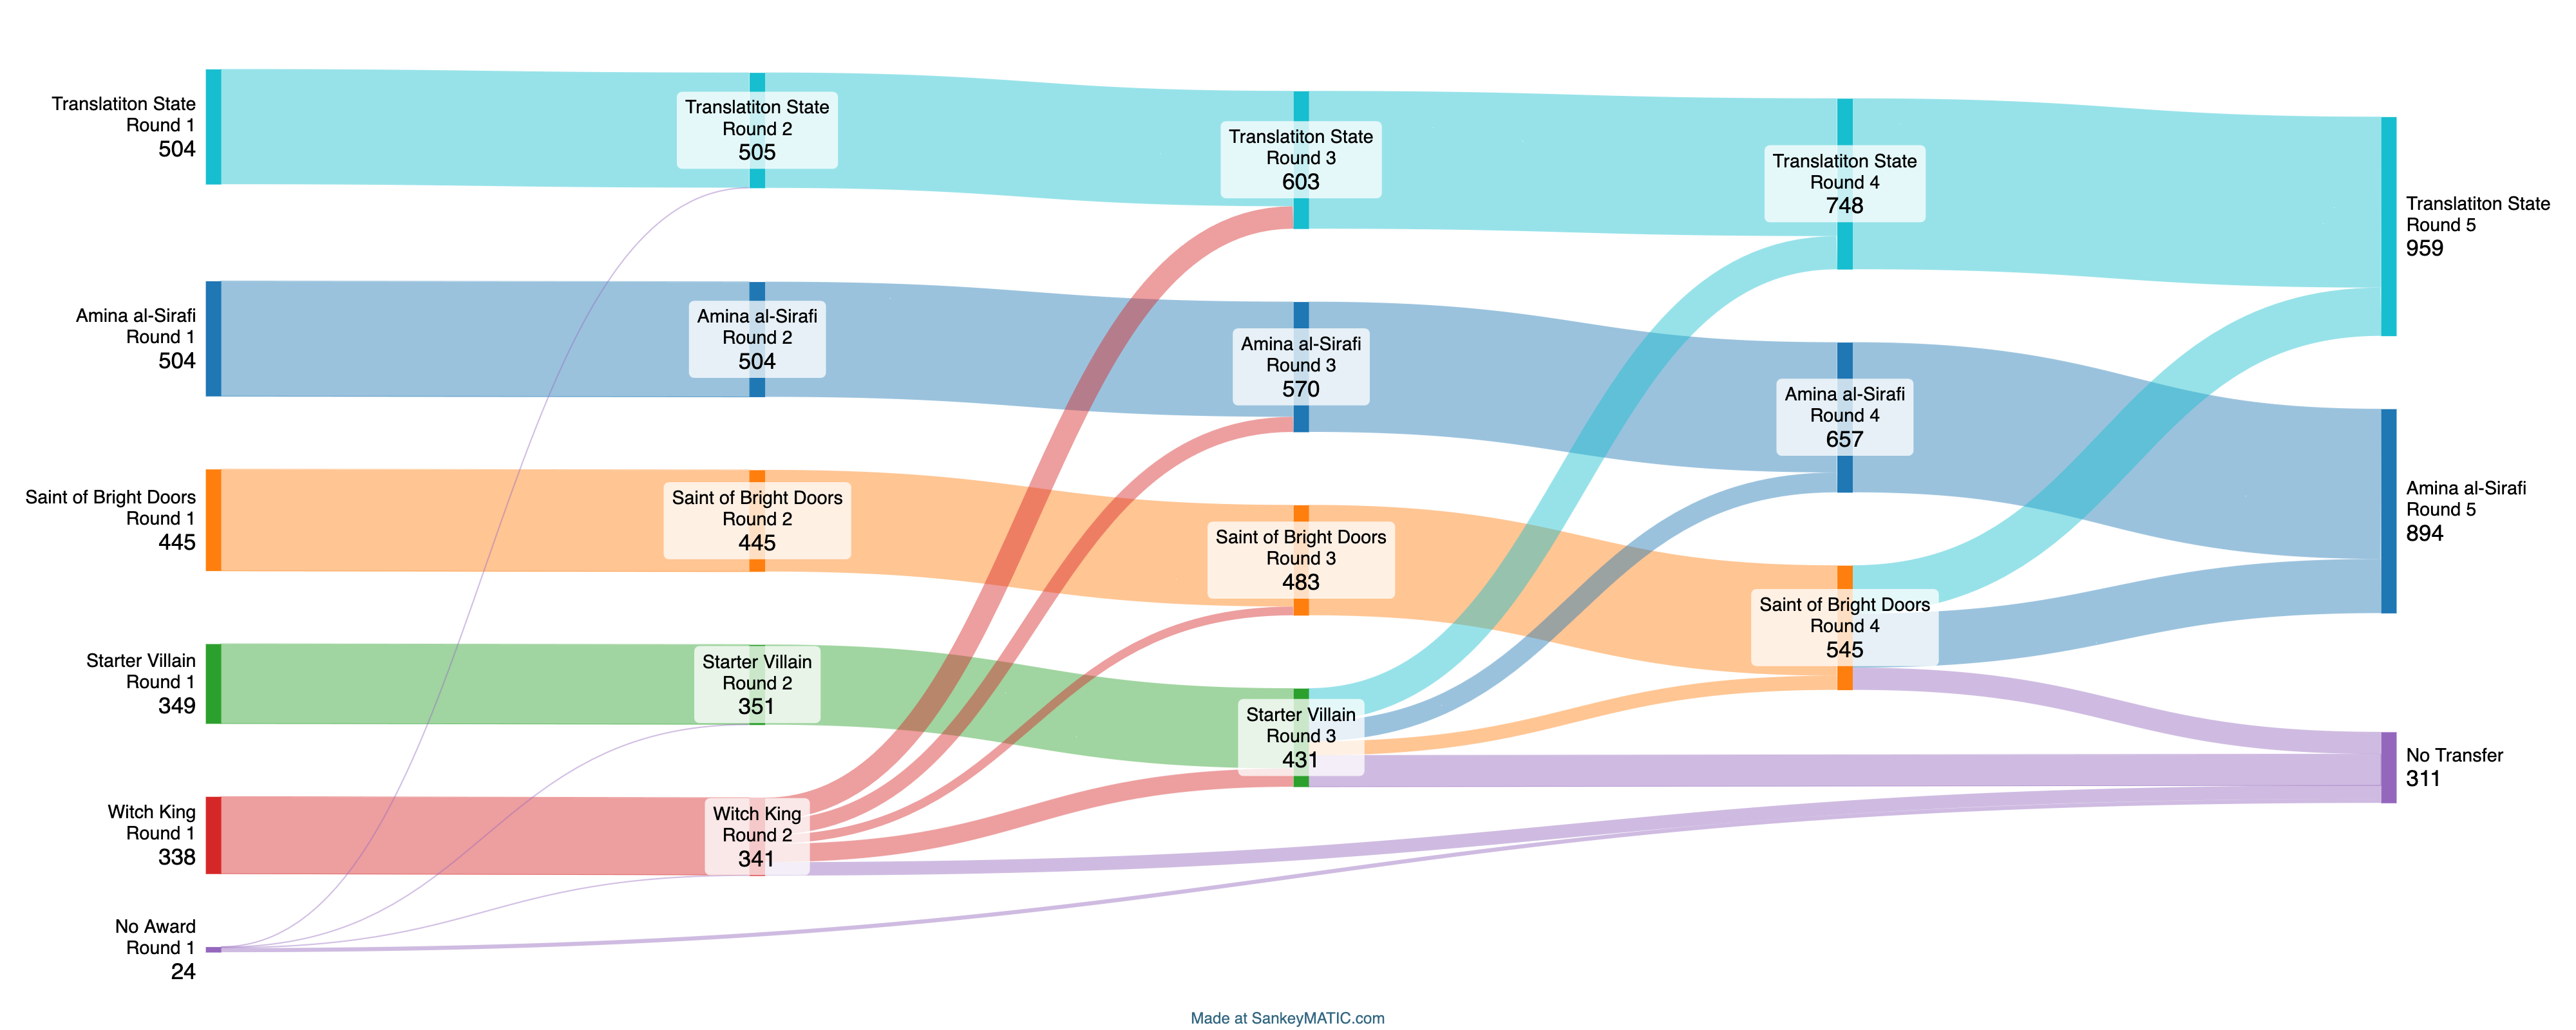 Translatiton State
Round 1
504
Amina al-Sirafi
Round 1
504
Saint of Bright Doors
Round 1
445
Starter Villain
Round 1
349
Witch King
Round 1
338
No Award
Round 1
24
Translatiton State
Round 2
505
Amina al-Sirafi
Round 2
504
Saint of Bright Doors
Round 2
445
Starter Villain
Round 2
351
Witch King
Round 2
341
Translatiton State
Round 3
603
Amina al-Sirafi
Round 3
570
Saint of Bright Doors
Round 3
483
Starter Villain
Round 3
431
Translatiton State
Round 4
748
Amina al-Sirafi
Round 4
657
Saint of Bright Doors
Round 4
545
Translatiton State
Round 5
959
Amina al-Sirafi
Round 5
894
No Transfer
311
Made at SankeyMATIC.com